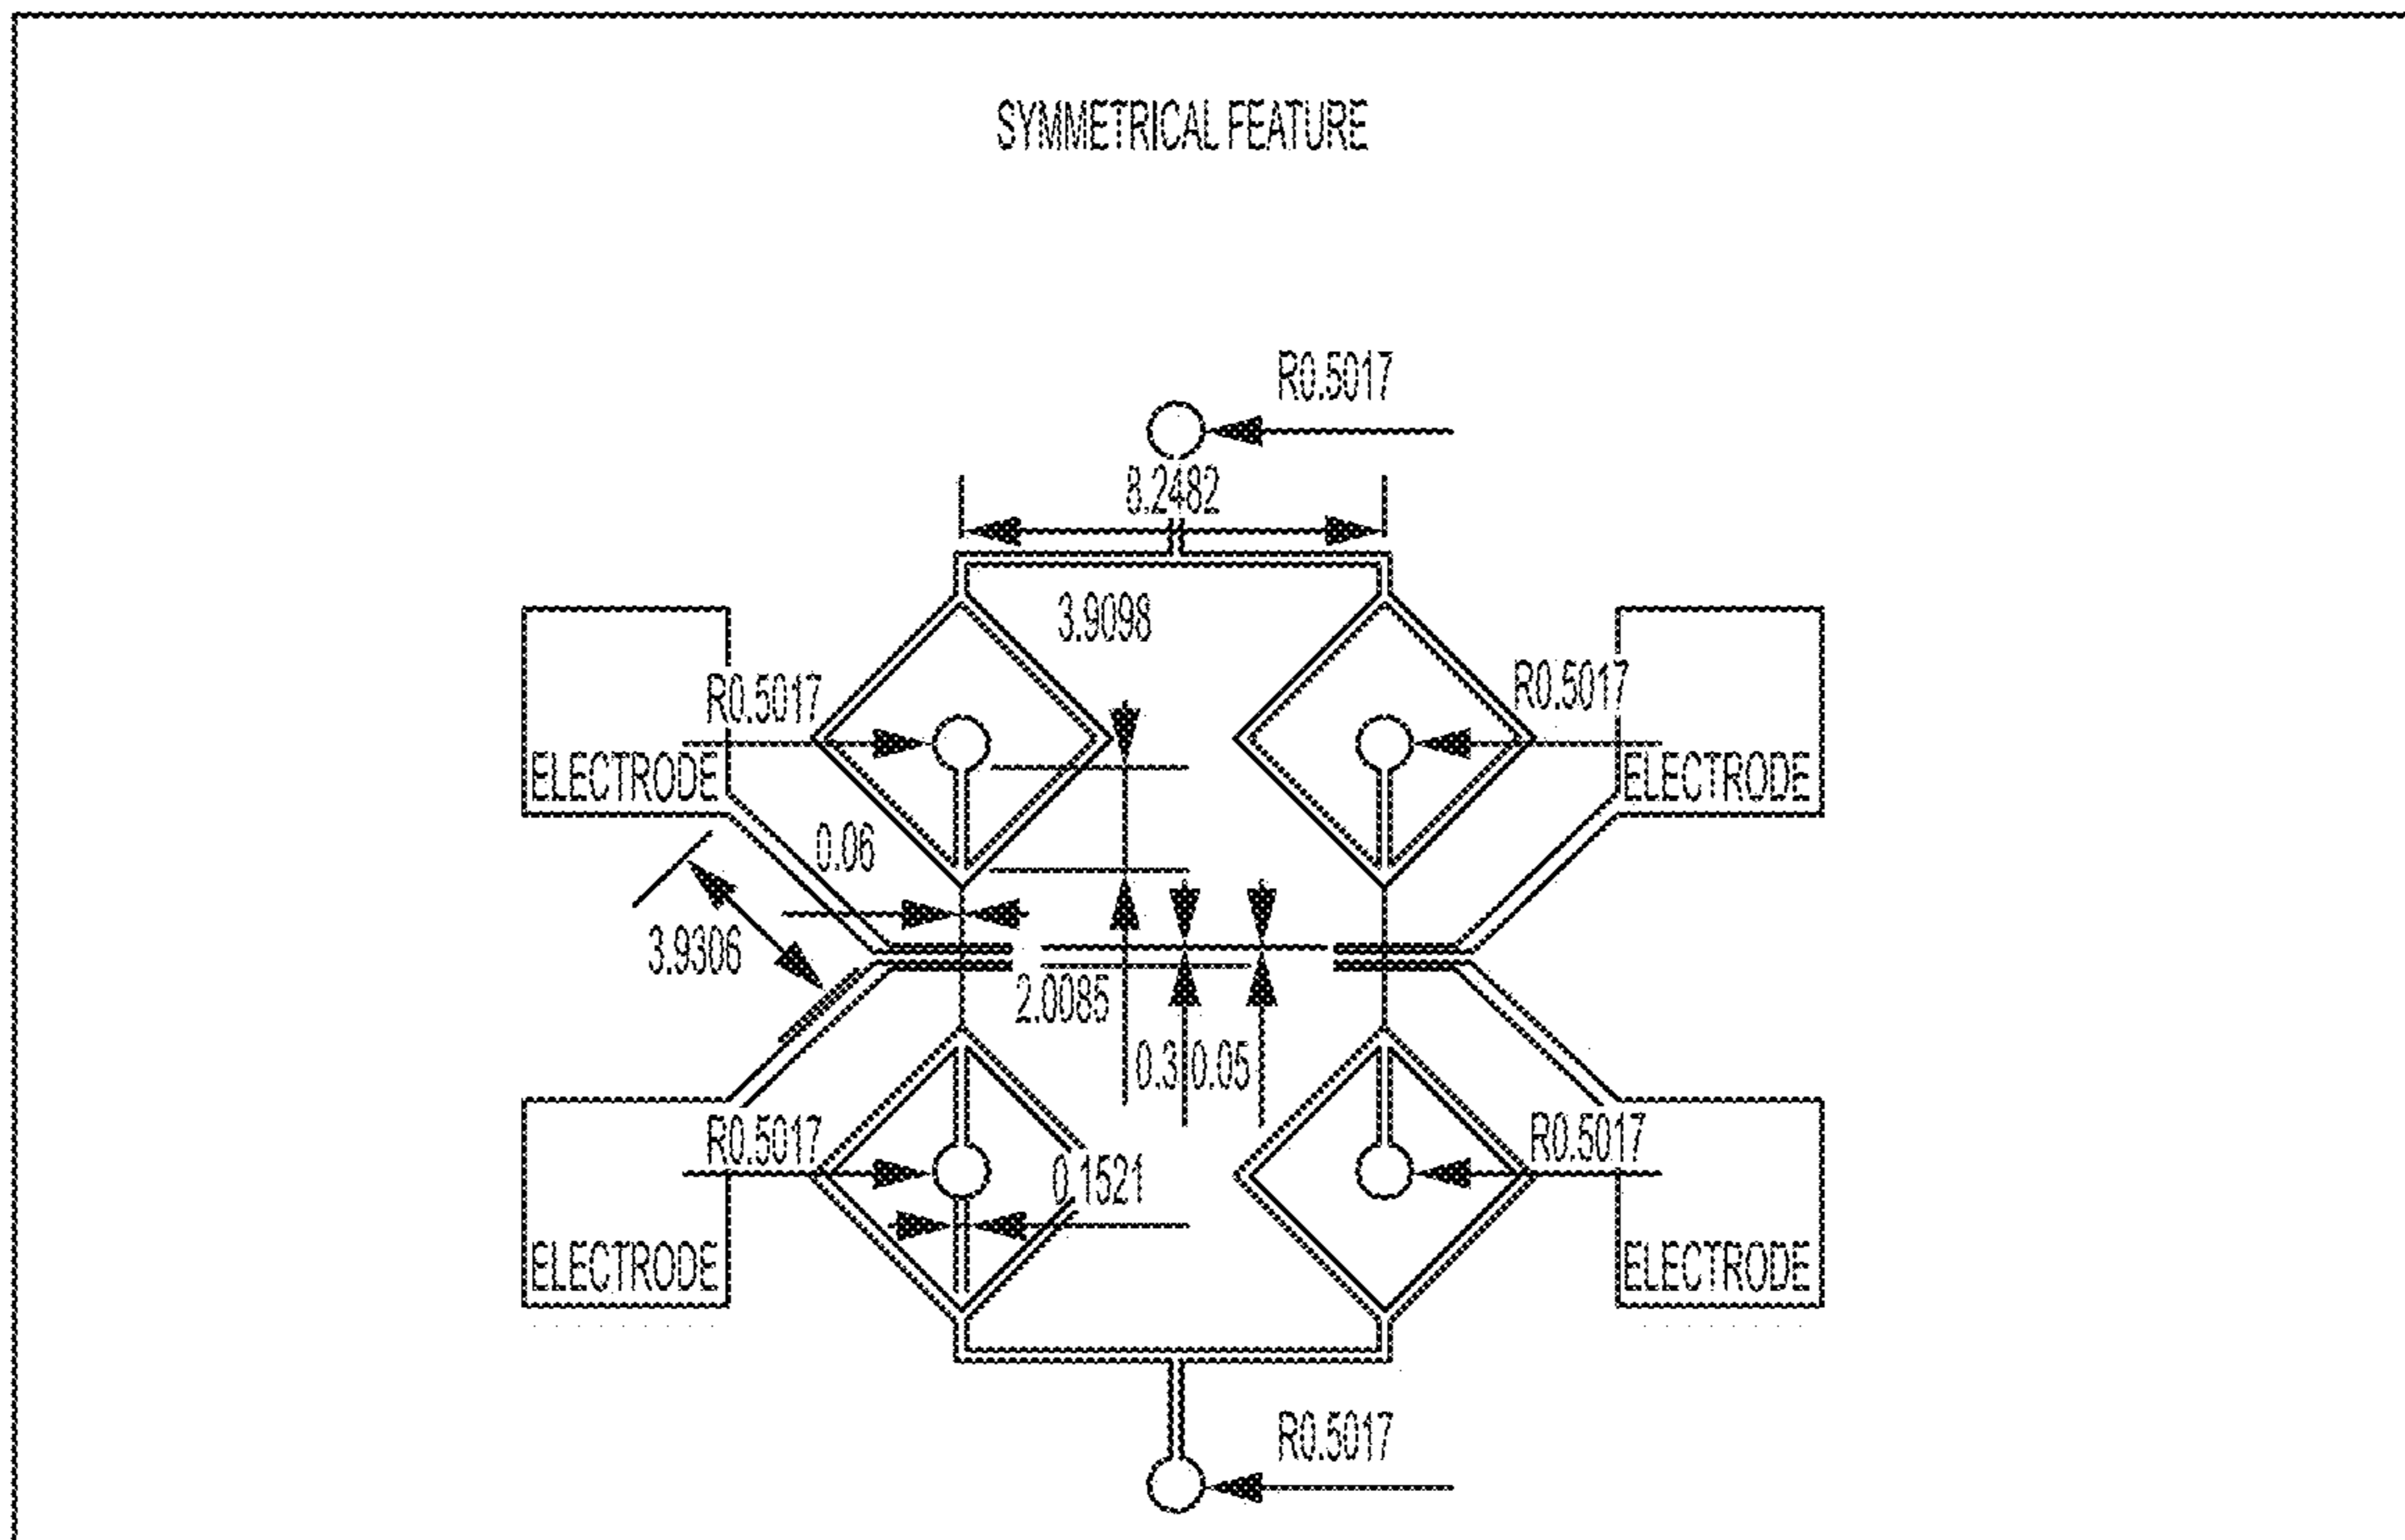 SYMMETRICAL FEATURE
R0.5017
8.2482
3.9098
R0.5017
R0.5017
ELECTRODE
ELECTRODE
0.06
3.9306
2.0085
0.3
0.05
R0.5017
R0.5017
0.1521
ELECTRODE
ELECTRODE
R0.5017